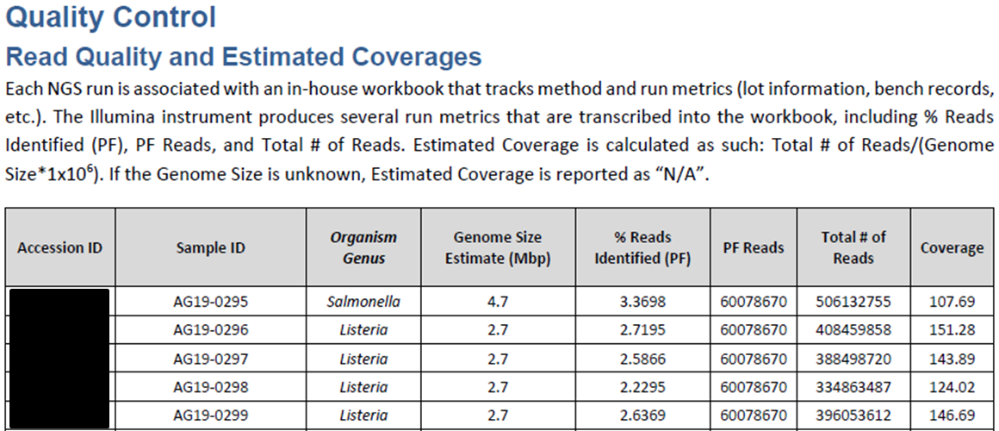 Quality Control
Read Quality and Estimated Coverages
Each NGS run is associated with an in-house workbook that tracks method and run metrics (lot information, bench records,
etc.). The Illumina instrument produces several run metrics that are transcribed into the workbook, including % Reads
Identified (PF), PF Reads, and Total # of Reads. Estimated Coverage is calculated as such: Total # of Reads/(Genome
Size*1x10⁶). If the Genome Size is unknown, Estimated Coverage is reported as “N/A”.
Accession ID Sample ID Organism Genus Genome Size Estimate (Mbp) % Reads Identified (PF) PF Reads Total # of Reads Coverage
AG19-0295 Salmonella 4.7 3.3698 60078670 506132755 107.69
AG19-0296 Listeria 2.7 2.7195 60078670 408459858 151.28
AG19-0297 Listeria 2.7 2.5866 60078670 388498720 143.89
AG19-0298 Listeria 2.7 2.2295 60078670 334863487 124.02
AG19-0299 Listeria 2.7 2.6369 60078670 396053612 146.69